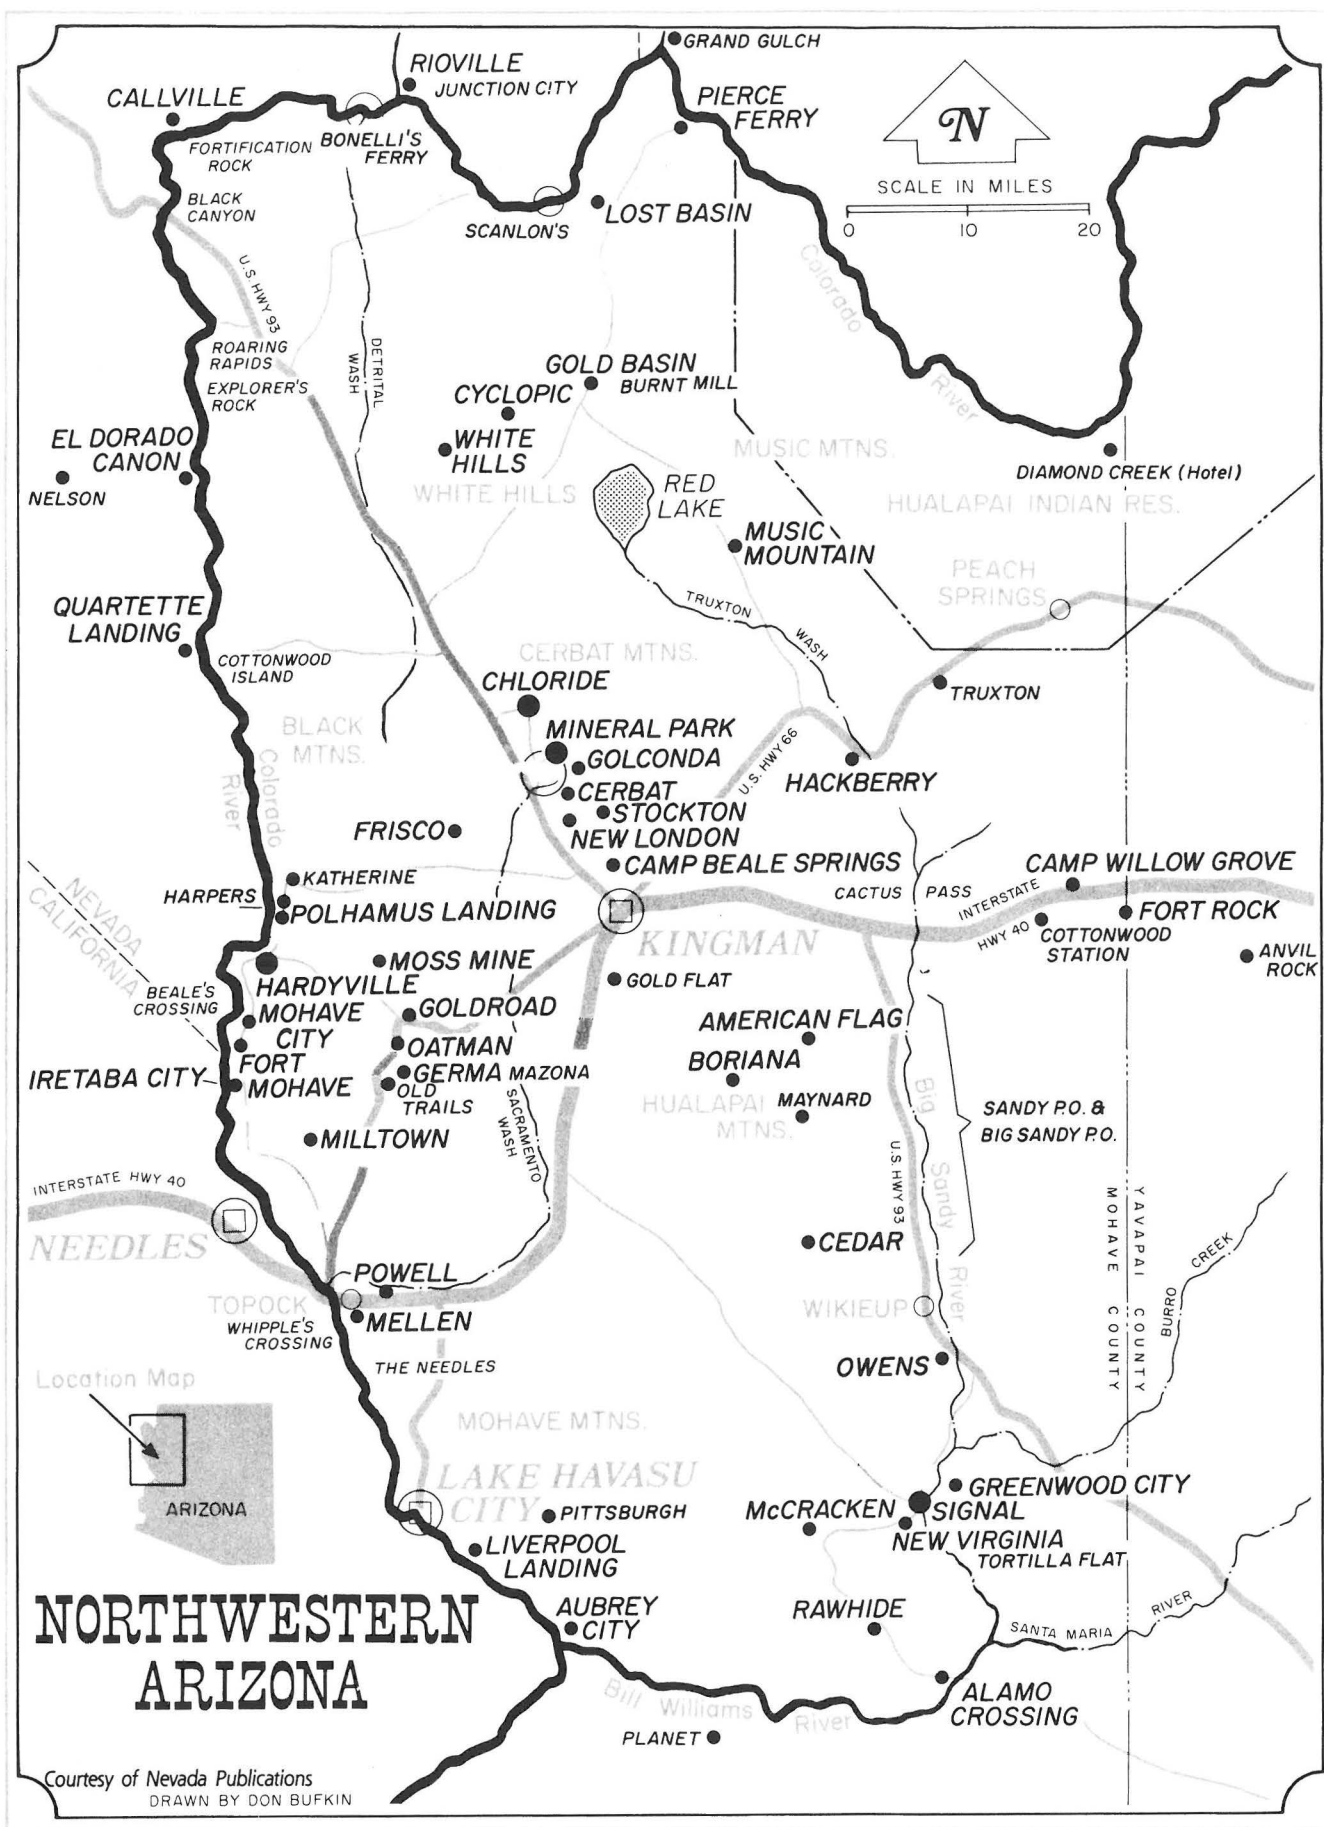 GRAND GULCH
RIOVILLE
JUNCTION CITY
CALLVILLE
PIERCE
FERRY
N
BONELLI'S
FERRY
FORTIFICATION
ROCK
SCALE IN MILES
0 10 20
BLACK
CANYON
LOST BASIN
SCANLON'S
Colorado
River
U.S. HWY 93
ROARING
RAPIDS
EXPLORER'S
ROCK
DETRITAL
WASH
GOLD BASIN
BURNT MILL
CYCLOPIC
WHITE
HILLS
WHITE HILLS
EL DORADO
CANON
NELSON
MUSIC MTNS.
DIAMOND CREEK (Hotel)
HUALAPAI INDIAN RES.
RED
LAKE
MUSIC
MOUNTAIN
PEACH
SPRINGS
QUARTETTE
LANDING
TRUXTON
WASH
COTTONWOOD
ISLAND
CERBAT MTNS.
CHLORIDE
TRUXTON
BLACK
MTNS.
MINERAL PARK
GOLCONDA
U.S. HWY 66
HACKBERRY
Colorado
River
CERBAT
STOCKTON
NEW LONDON
FRISCO
CAMP BEALE SPRINGS
CAMP WILLOW GROVE
KATHERINE
HARPERS
CACTUS PASS
INTERSTATE
HWY 40
POLHAMUS LANDING
FORT ROCK
NEVADA
CALIFORNIA
KINGMAN
COTTONWOOD
STATION
ANVIL
ROCK
MOSS MINE
HARDYVILLE
GOLD FLAT
BEALE'S
CROSSING
MOHAVE
CITY
GOLDROAD
AMERICAN FLAG
OATMAN
BORIANA
FORT
MOHAVE
IRETABA CITY
GERMA
MAZONA
OLD
TRAILS
MAYNARD
HUALAPAI
MTNS.
SANDY P.O. &
BIG SANDY P.O.
Big
Sandy
River
MILLTOWN
SACRAMENTO
WASH
U.S. HWY 93
INTERSTATE HWY 40
NEEDLES
YAVAPAI COUNTY
MOHAVE COUNTY
CEDAR
BURRO
CREEK
POWELL
TOPOCK
WIKIEUP
WHIPPLE'S
CROSSING
MELLEN
THE NEEDLES
OWENS
Location Map
ARIZONA
MOHAVE MTNS.
LAKE HAVASU
CITY
PITTSBURGH
GREENWOOD CITY
McCRACKEN
SIGNAL
NEW VIRGINIA
TORTILLA FLAT
LIVERPOOL
LANDING
AUBREY
CITY
RAWHIDE
SANTA MARIA
RIVER
NORTHWESTERN
ARIZONA
Bill Williams River
ALAMO
CROSSING
PLANET
Courtesy of Nevada Publications
DRAWN BY DON BUFKIN